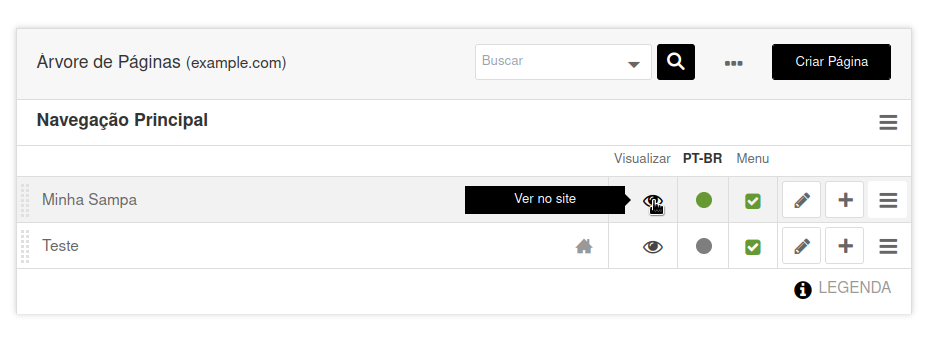 Árvore de Páginas (example.com)
Buscar
Criar Página
Navegação Principal
Visualizar PT-BR Menu
Minha Sampa
Ver no site
Teste
LEGENDA